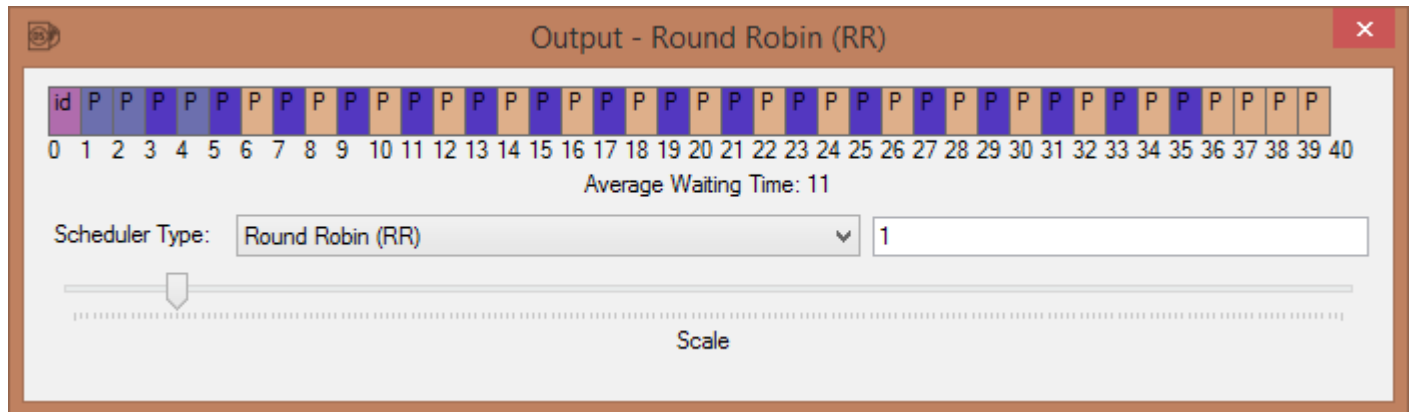 Output - Round Robin (RR)
id P P P P P P P P P P P P P P P P P P P P P P P P P P P P P P P P P P P P P P P
0 1 2 3 4 5 6 7 8 9 10 11 12 13 14 15 16 17 18 19 20 21 22 23 24 25 26 27 28 29 30 31 32 33 34 35 36 37 38 39 40
Average Waiting Time: 11
Scheduler Type: Round Robin (RR) 1
Scale